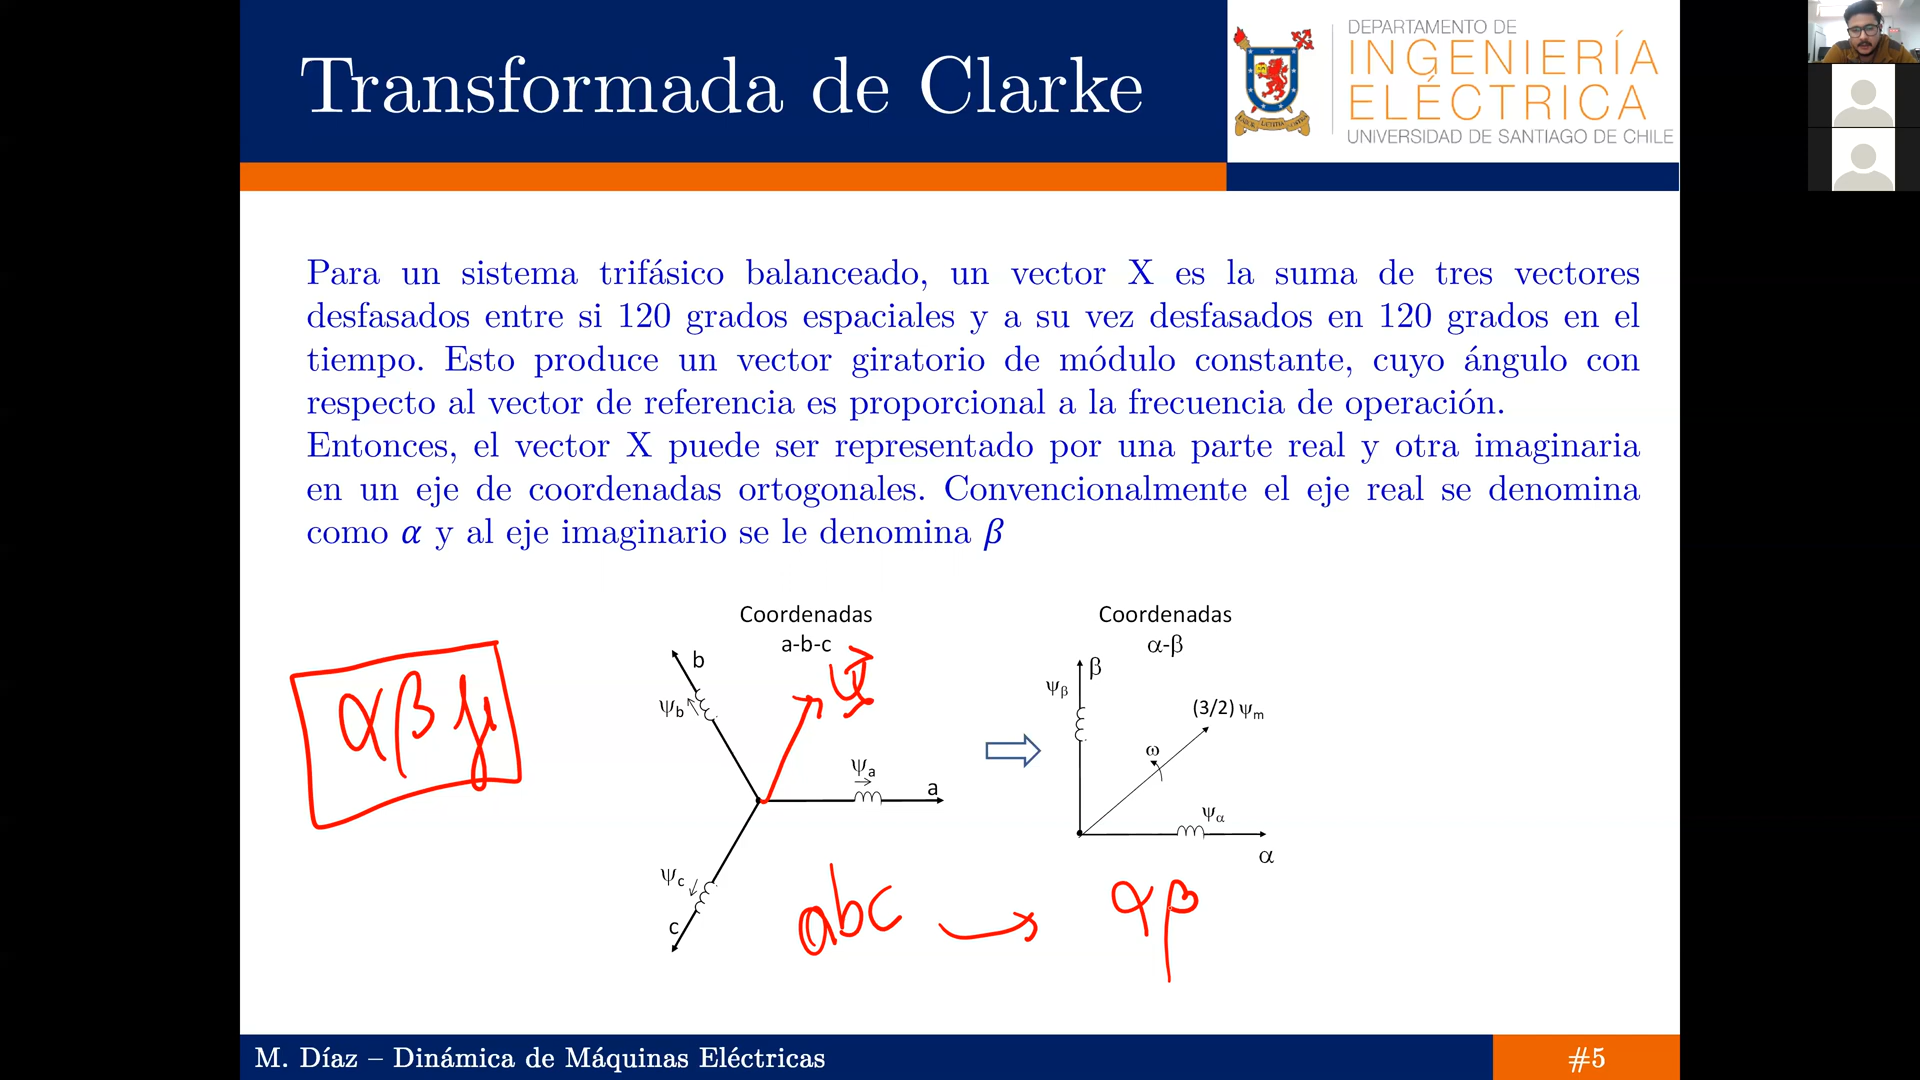 Transformada de Clarke
DEPARTAMENTO DE
INGENIERÍA
ELÉCTRICA
UNIVERSIDAD DE SANTIAGO DE CHILE
Para un sistema trifásico balanceado, un vector X es la suma de tres vectores
desfasados entre si 120 grados espaciales y a su vez desfasados en 120 grados en el
tiempo. Esto produce un vector giratorio de módulo constante, cuyo ángulo con
respecto al vector de referencia es proporcional a la frecuencia de operación.
Entonces, el vector X puede ser representado por una parte real y otra imaginaria
en un eje de coordenadas ortogonales. Convencionalmente el eje real se denomina
como α y al eje imaginario se le denomina β
Coordenadas
a-b-c
b
ψb
ψa
a
ψc
c
Ψ
abc
Coordenadas
α-β
β
ψβ
(3/2) ψm
ω
ψα
α
αβ
αβ
M. Díaz – Dinámica de Máquinas Eléctricas
#5